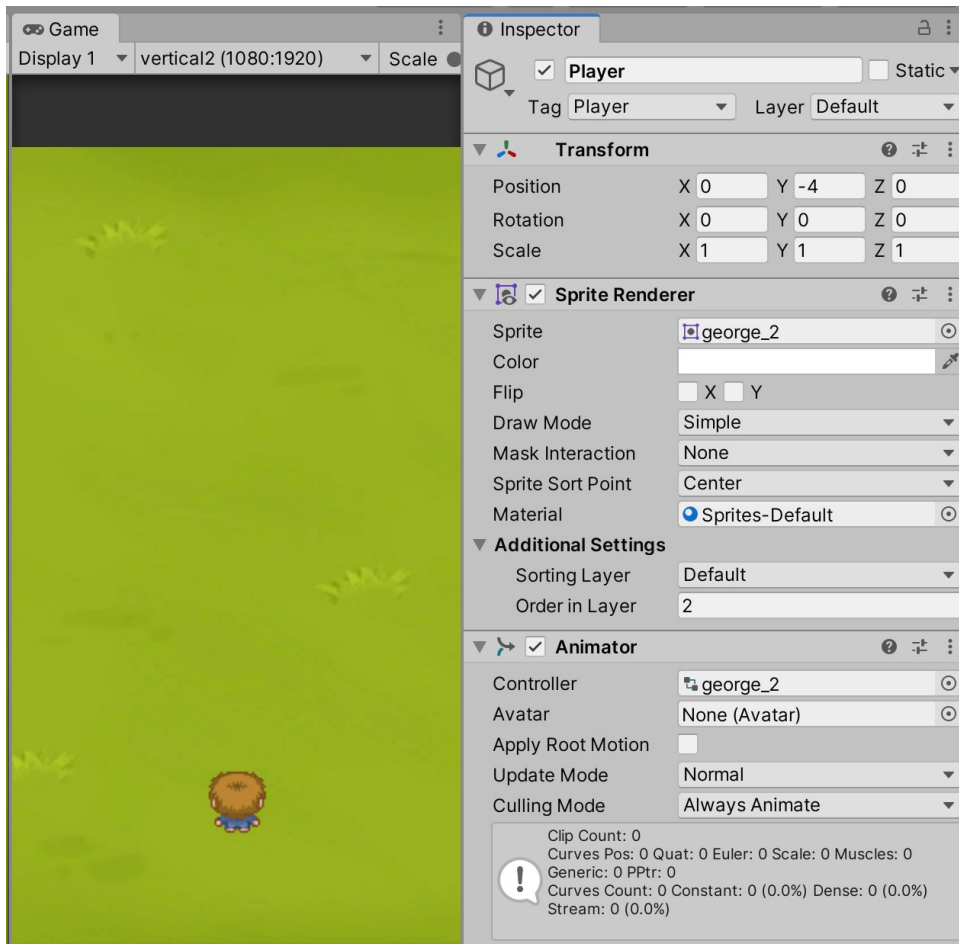 Game
Display 1 vertical2 (1080:1920) Scale
Inspector
Player Static
Tag Player Layer Default
Transform
Position X 0 Y -4 Z 0
Rotation X 0 Y 0 Z 0
Scale X 1 Y 1 Z 1
Sprite Renderer
Sprite george_2
Color
Flip X Y
Draw Mode Simple
Mask Interaction None
Sprite Sort Point Center
Material Sprites-Default
Additional Settings
Sorting Layer Default
Order in Layer 2
Animator
Controller george_2
Avatar None (Avatar)
Apply Root Motion
Update Mode Normal
Culling Mode Always Animate
Clip Count: 0
Curves Pos: 0 Quat: 0 Euler: 0 Scale: 0 Muscles: 0
Generic: 0 PPtr: 0
Curves Count: 0 Constant: 0 (0.0%) Dense: 0 (0.0%)
Stream: 0 (0.0%)